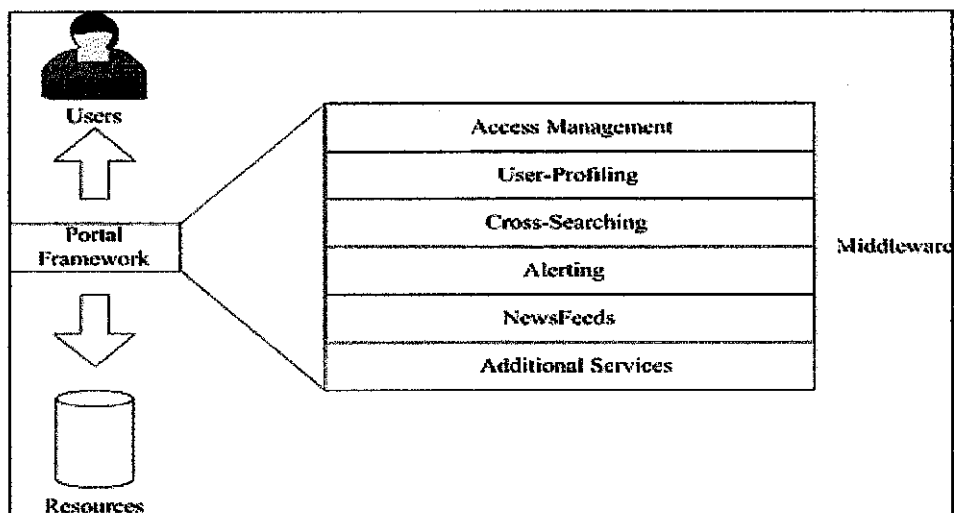 Users
Portal
Framework
Access Management
User-Profiling
Cross-Searching
Alerting
NewsFeeds
Additional Services
Middleware
Resources